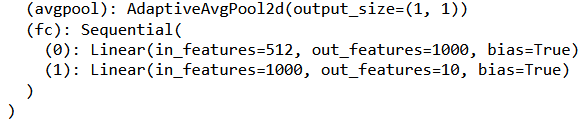 (avgpool): AdaptiveAvgPool2d(output_size=(1, 1))
(fc): Sequential(
(0): Linear(in_features=512, out_features=1000, bias=True)
(1): Linear(in_features=1000, out_features=10, bias=True)
)
)